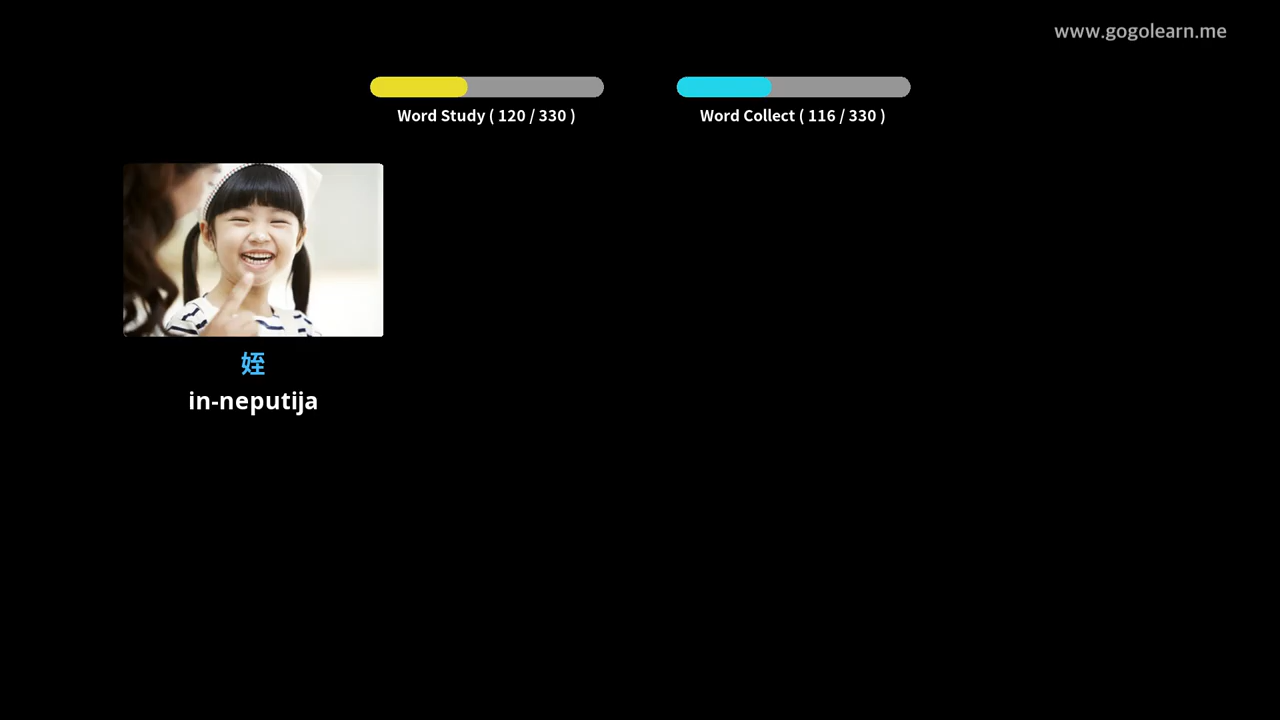 www.gogolearn.me
Word Study ( 120 / 330 )
Word Collect ( 116 / 330 )
姪
in-neputija